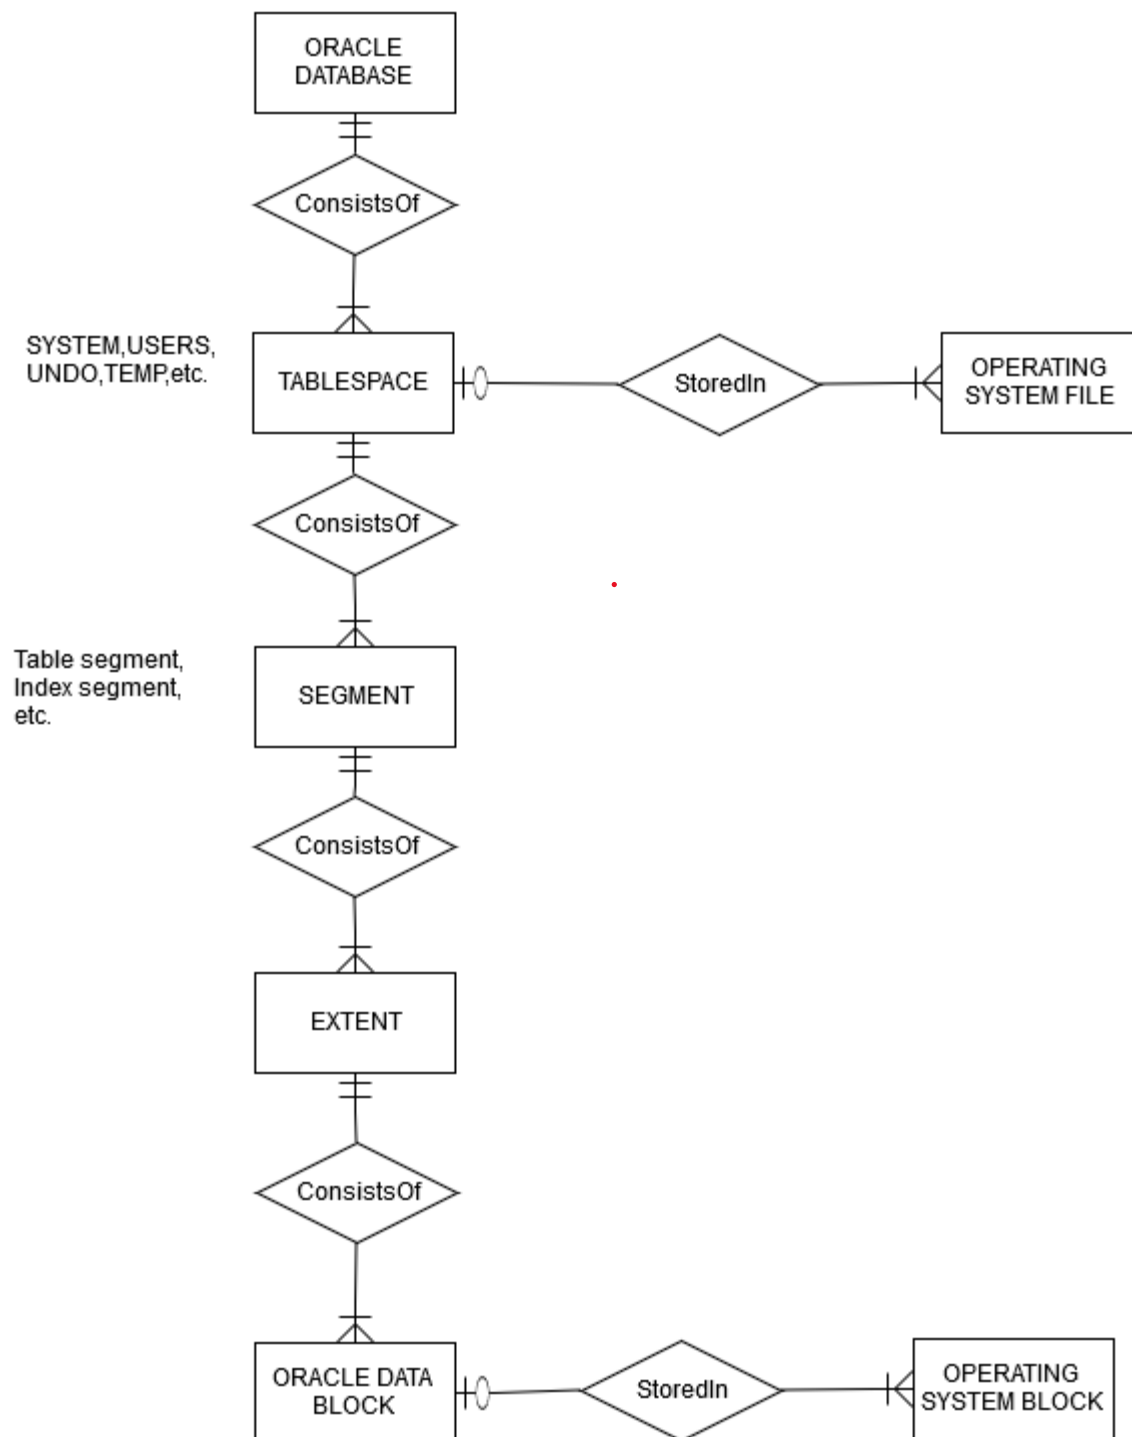 ORACLE
DATABASE
ConsistsOf
SYSTEM,USERS,
UNDO,TEMP,etc.
TABLESPACE
StoredIn
OPERATING
SYSTEM FILE
ConsistsOf
Table segment,
Index segment,
etc.
SEGMENT
ConsistsOf
EXTENT
ConsistsOf
ORACLE DATA
BLOCK
StoredIn
OPERATING
SYSTEM BLOCK